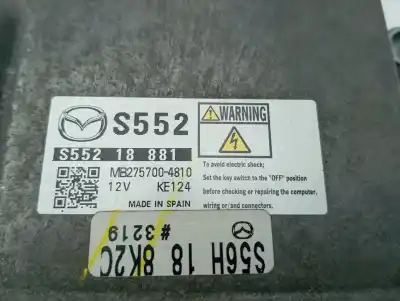 S552
S552 18 881
MB275700-4810
12V KE124
MADE IN SPAIN
WARNING
To avoid electric shock;
Set the key switch to the "OFF" position
before checking or repairing the computer,
wiring or/and connectors.
S56H 18 8K2C
# 3219